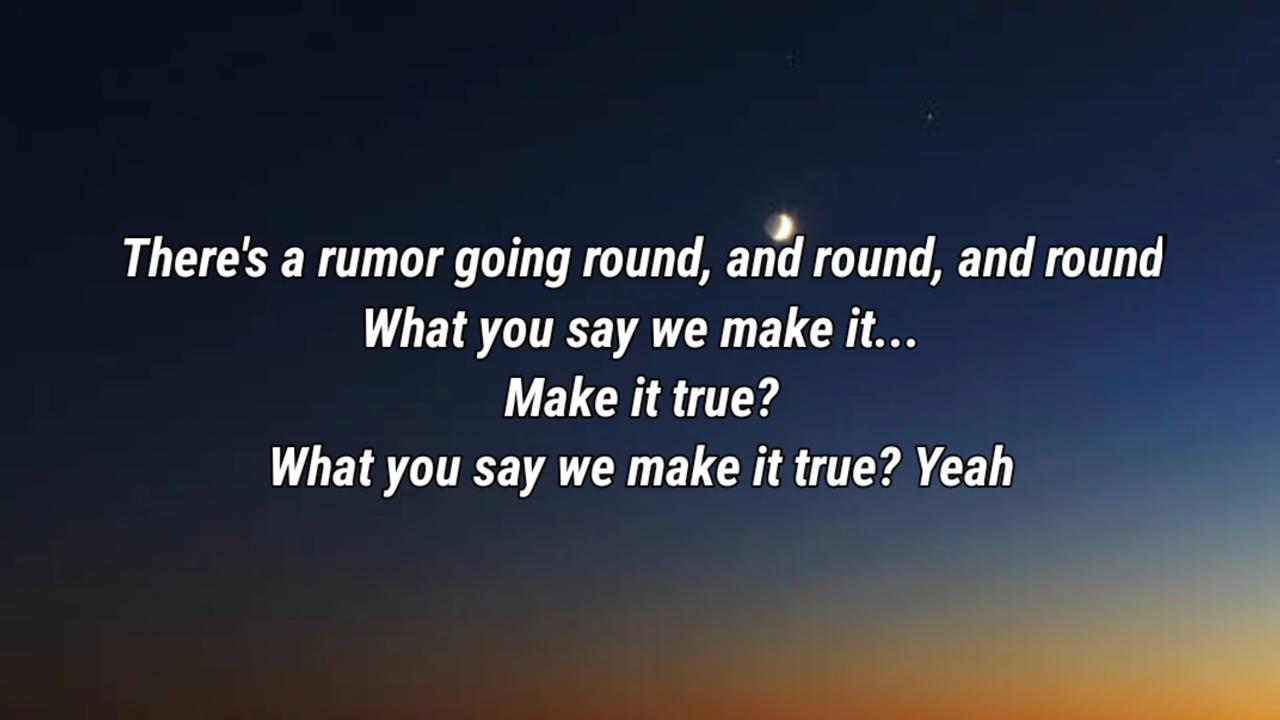 There's a rumor going round, and round, and round
What you say we make it...
Make it true?
What you say we make it true? Yeah